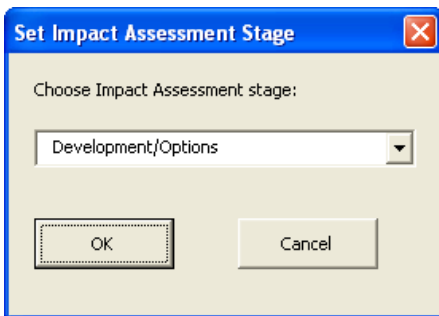 Set Impact Assessment Stage
Choose Impact Assessment stage:
Development/Options
OK Cancel